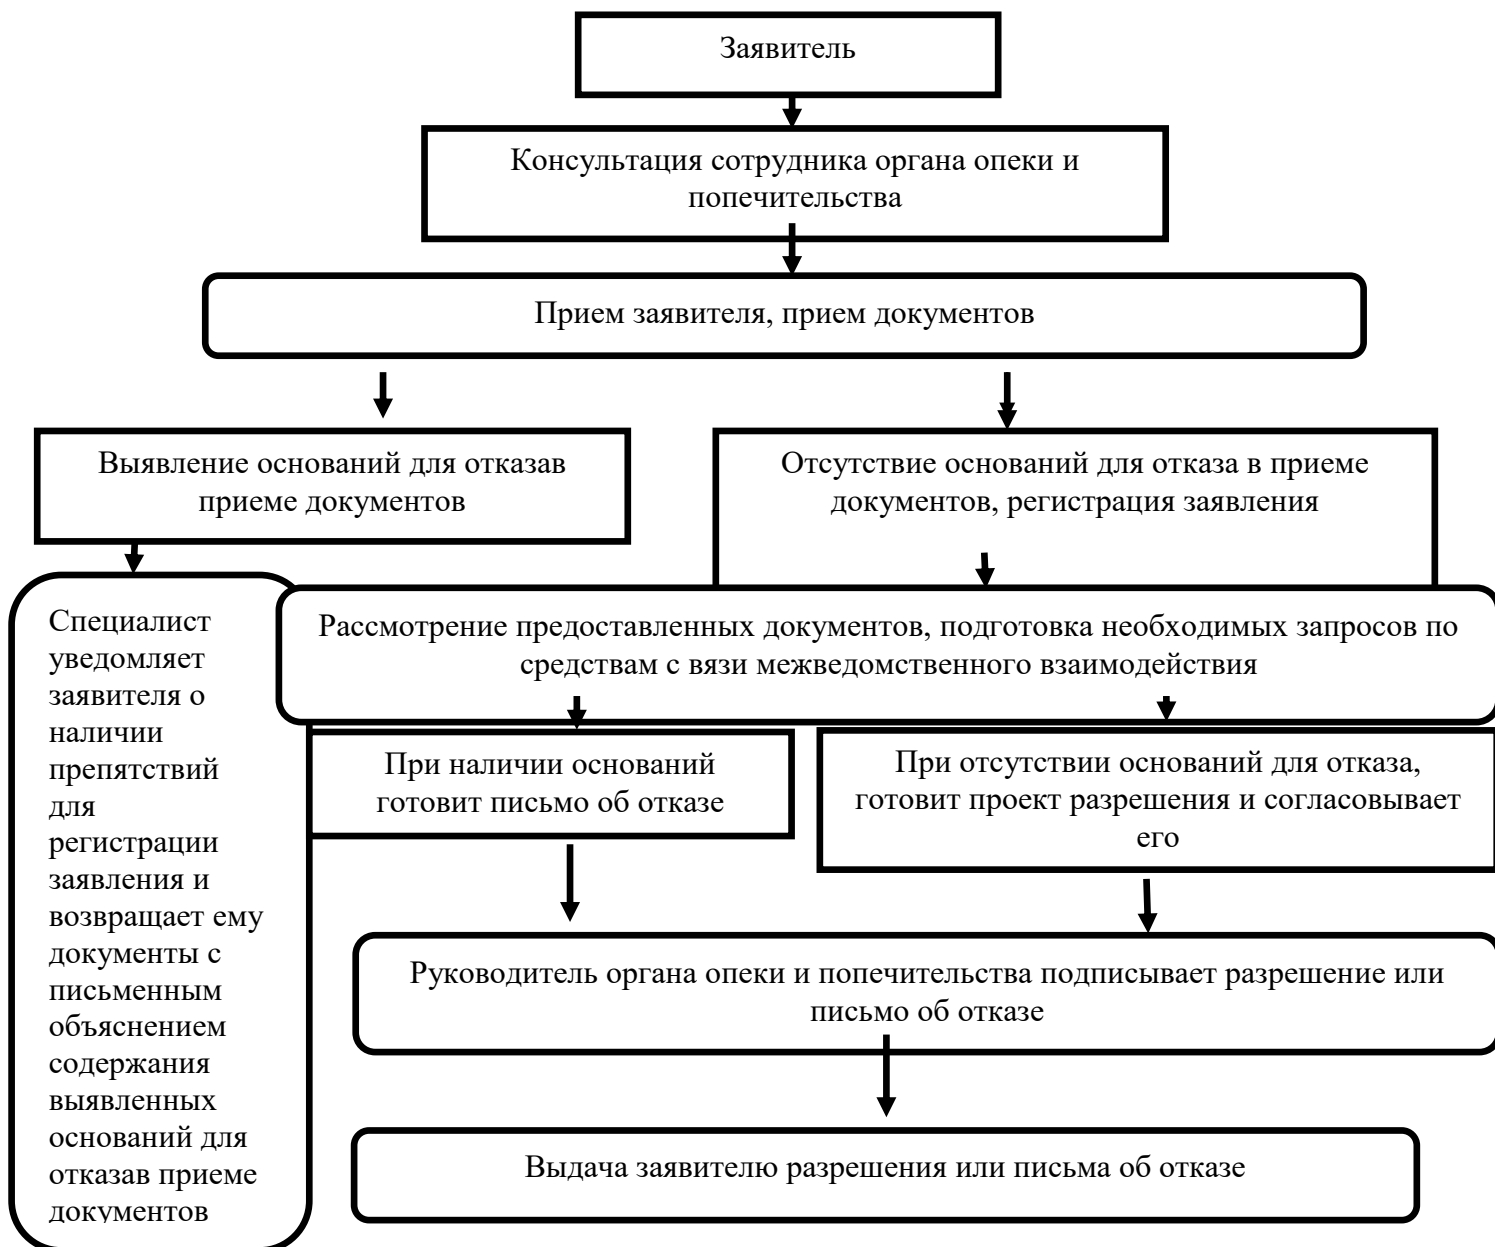 Заявитель
Консультация сотрудника органа опеки и
попечительства
Прием заявителя, прием документов
Выявление оснований для отказав
приеме документов
Отсутствие оснований для отказа в приеме
документов, регистрация заявления
Специалист
уведомляет
заявителя о
наличии
препятствий
для
регистрации
заявления и
возвращает ему
документы с
письменным
объяснением
содержания
выявленных
оснований для
отказав приеме
документов
Рассмотрение предоставленных документов, подготовка необходимых запросов по
средствам с вязи межведомственного взаимодействия
При наличии оснований
готовит письмо об отказе
При отсутствии оснований для отказа,
готовит проект разрешения и согласовывает
его
Руководитель органа опеки и попечительства подписывает разрешение или
письмо об отказе
Выдача заявителю разрешения или письма об отказе